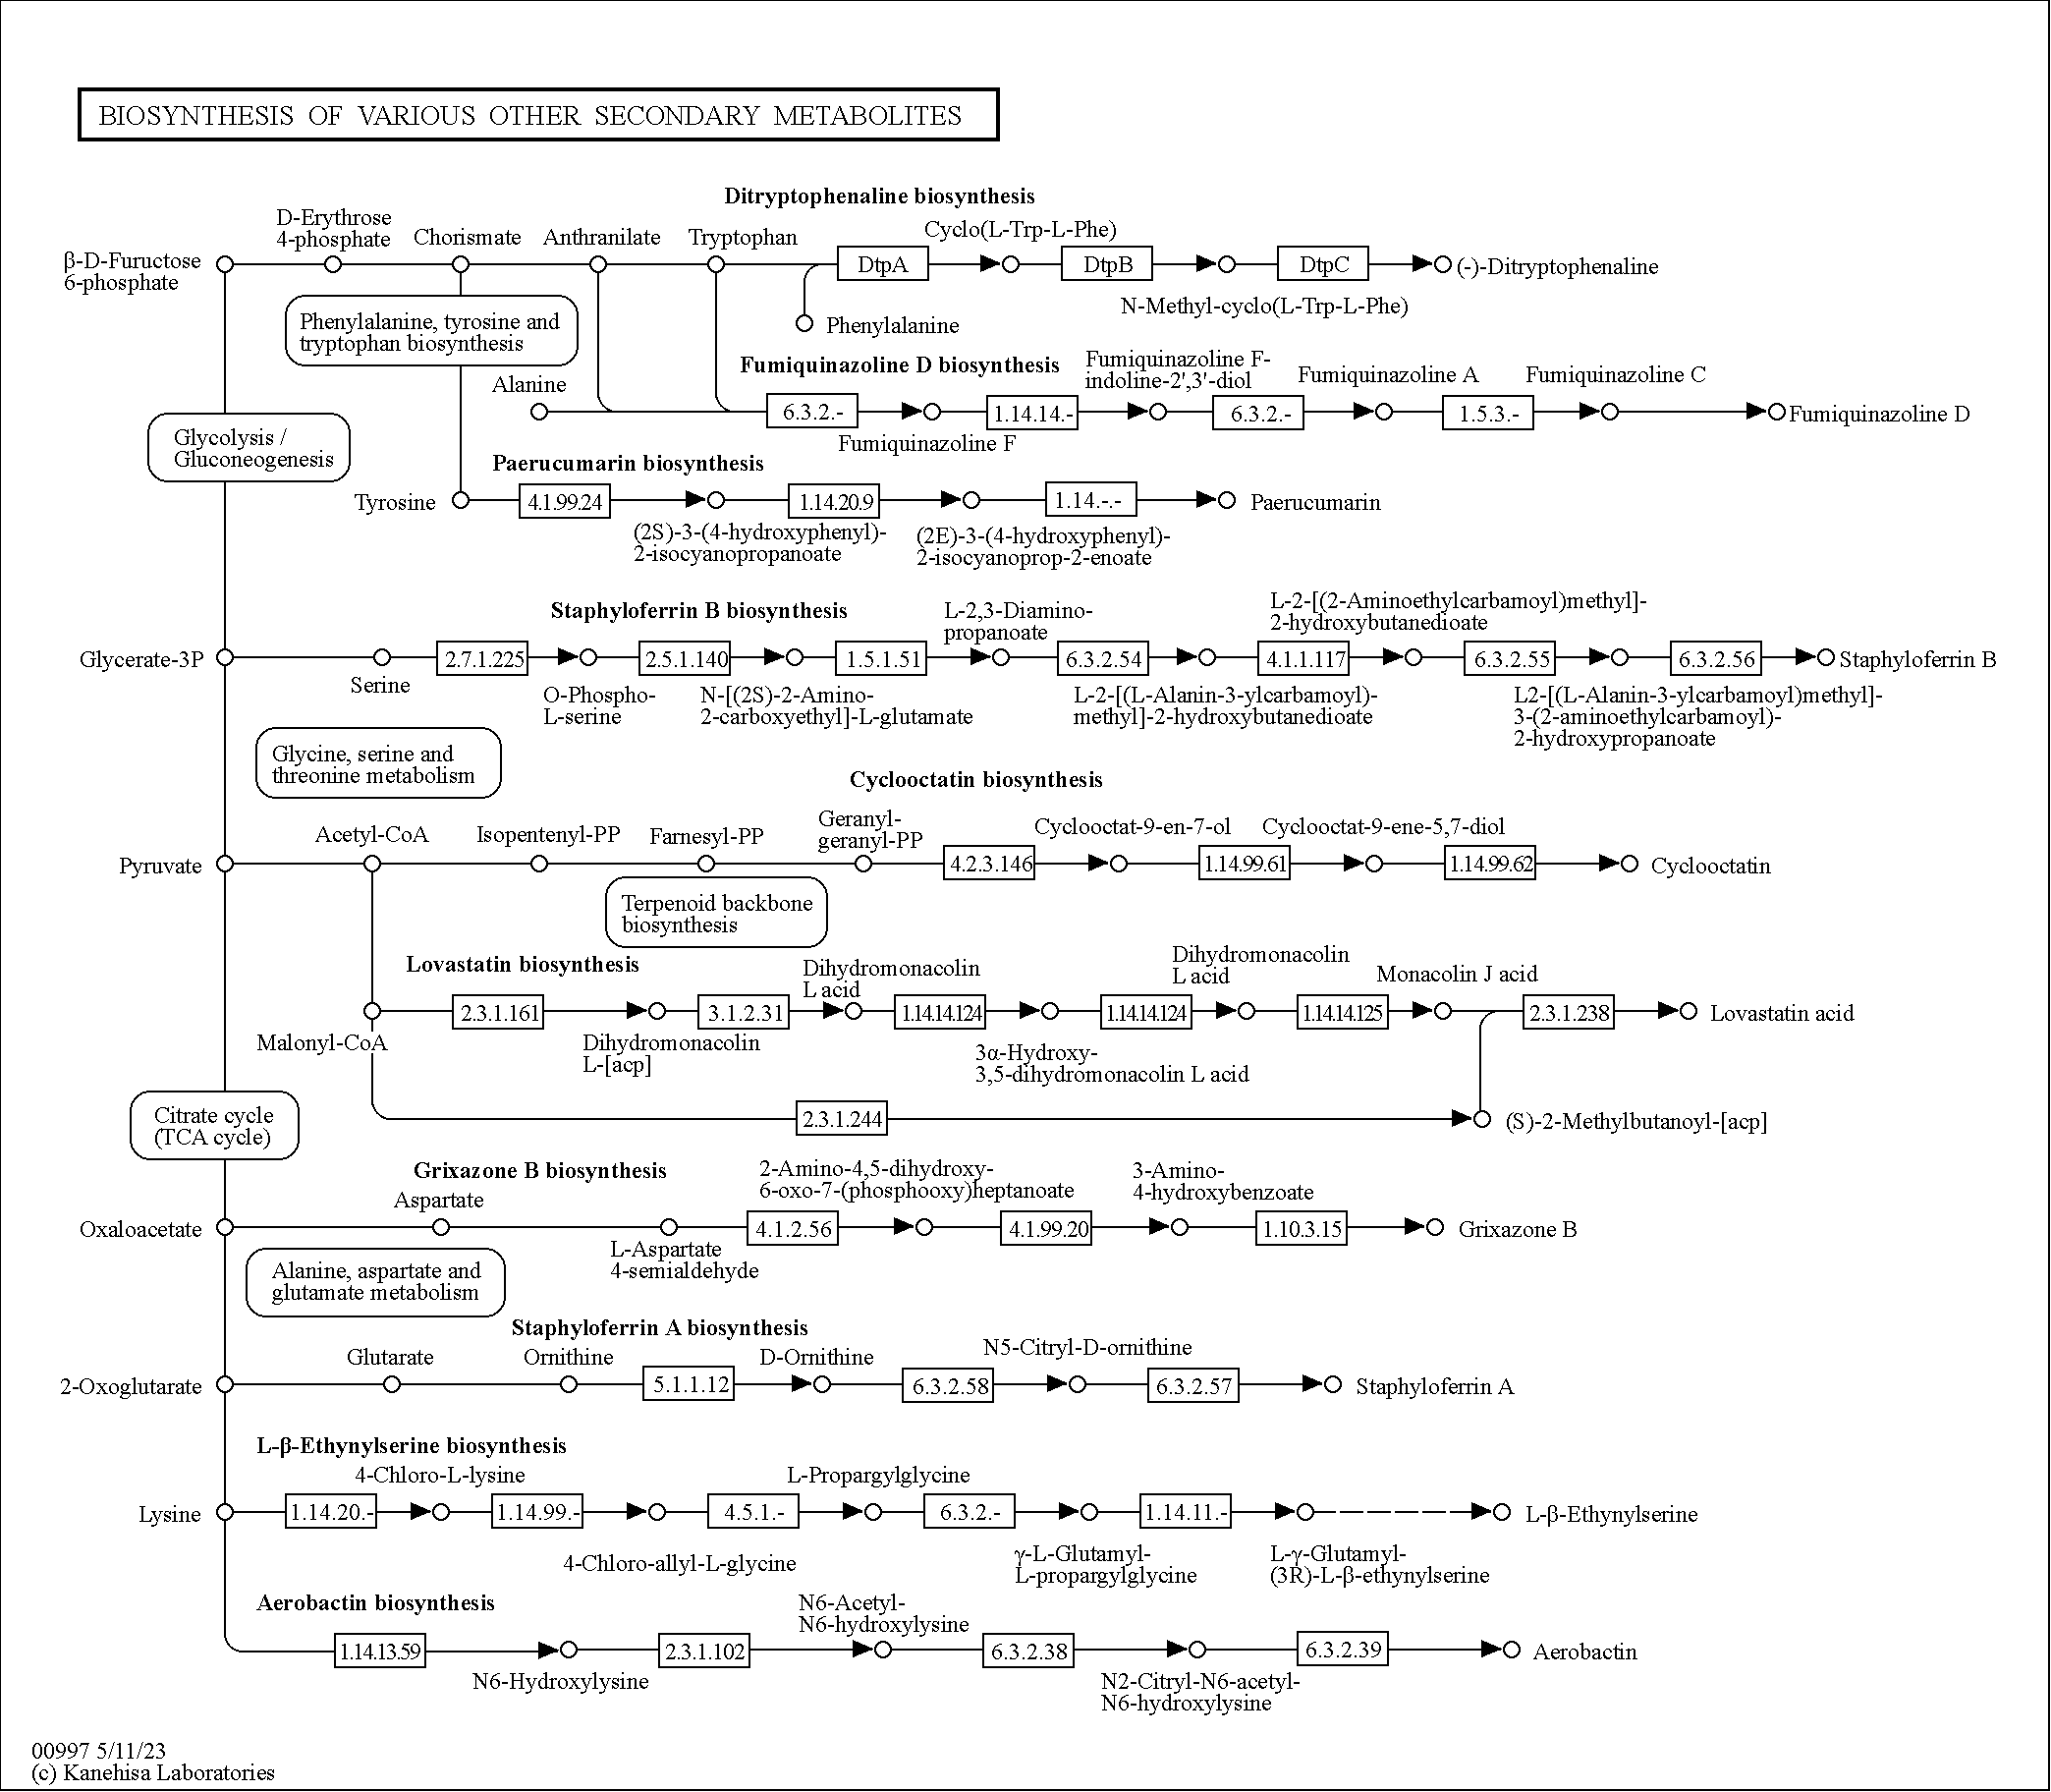 BIOSYNTHESIS OF VARIOUS OTHER SECONDARY METABOLITES
Ditryptophenaline biosynthesis
D-Erythrose
4-phosphate
Chorismate
Anthranilate
Tryptophan
Cyclo(L-Trp-L-Phe)
β-D-Fuructose
6-phosphate
DtpA
DtpB
DtpC
(-)-Ditryptophenaline
N-Methyl-cyclo(L-Trp-L-Phe)
Phenylalanine
Phenylalanine, tyrosine and
tryptophan biosynthesis
Fumiquinazoline D biosynthesis
Fumiquinazoline F-
indoline-2',3'-diol
Fumiquinazoline A
Fumiquinazoline C
Alanine
6.3.2.-
1.14.14.-
6.3.2.-
1.5.3.-
Fumiquinazoline D
Fumiquinazoline F
Glycolysis /
Gluconeogenesis
Paerucumarin biosynthesis
Tyrosine
4.1.99.24
1.14.20.9
1.14.-.-
Paerucumarin
(2S)-3-(4-hydroxyphenyl)-
2-isocyanopropanoate
(2E)-3-(4-hydroxyphenyl)-
2-isocyanoprop-2-enoate
Staphyloferrin B biosynthesis
L-2,3-Diamino-
propanoate
L-2-[(2-Aminoethylcarbamoyl)methyl]-
2-hydroxybutanedioate
Glycerate-3P
Serine
2.7.1.225
2.5.1.140
1.5.1.51
6.3.2.54
4.1.1.117
6.3.2.55
6.3.2.56
Staphyloferrin B
O-Phospho-
L-serine
N-[(2S)-2-Amino-
2-carboxyethyl]-L-glutamate
L-2-[(L-Alanin-3-ylcarbamoyl)-
methyl]-2-hydroxybutanedioate
L2-[(L-Alanin-3-ylcarbamoyl)methyl]-
3-(2-aminoethylcarbamoyl)-
2-hydroxypropanoate
Glycine, serine and
threonine metabolism
Cyclooctatin biosynthesis
Acetyl-CoA
Isopentenyl-PP
Farnesyl-PP
Geranyl-
geranyl-PP
Cyclooctat-9-en-7-ol
Cyclooctat-9-ene-5,7-diol
Pyruvate
4.2.3.146
1.14.99.61
1.14.99.62
Cyclooctatin
Terpenoid backbone
biosynthesis
Lovastatin biosynthesis
Dihydromonacolin
L acid
Dihydromonacolin
L acid
Monacolin J acid
2.3.1.161
3.1.2.31
1.14.14.124
1.14.14.124
1.14.14.125
2.3.1.238
Lovastatin acid
Malonyl-CoA
Dihydromonacolin
L-[acp]
3α-Hydroxy-
3,5-dihydromonacolin L acid
2.3.1.244
(S)-2-Methylbutanoyl-[acp]
Citrate cycle
(TCA cycle)
Grixazone B biosynthesis
2-Amino-4,5-dihydroxy-
6-oxo-7-(phosphooxy)heptanoate
3-Amino-
4-hydroxybenzoate
Aspartate
Oxaloacetate
4.1.2.56
4.1.99.20
1.10.3.15
Grixazone B
L-Aspartate
4-semialdehyde
Alanine, aspartate and
glutamate metabolism
Staphyloferrin A biosynthesis
Glutarate
Ornithine
D-Ornithine
N5-Citryl-D-ornithine
2-Oxoglutarate
5.1.1.12
6.3.2.58
6.3.2.57
Staphyloferrin A
L-β-Ethynylserine biosynthesis
4-Chloro-L-lysine
L-Propargylglycine
Lysine
1.14.20.-
1.14.99.-
4.5.1.-
6.3.2.-
1.14.11.-
L-β-Ethynylserine
4-Chloro-allyl-L-glycine
γ-L-Glutamyl-
L-propargylglycine
L-γ-Glutamyl-
(3R)-L-β-ethynylserine
Aerobactin biosynthesis
N6-Acetyl-
N6-hydroxylysine
1.14.13.59
2.3.1.102
6.3.2.38
6.3.2.39
Aerobactin
N6-Hydroxylysine
N2-Citryl-N6-acetyl-
N6-hydroxylysine
00997 5/11/23
(c) Kanehisa Laboratories